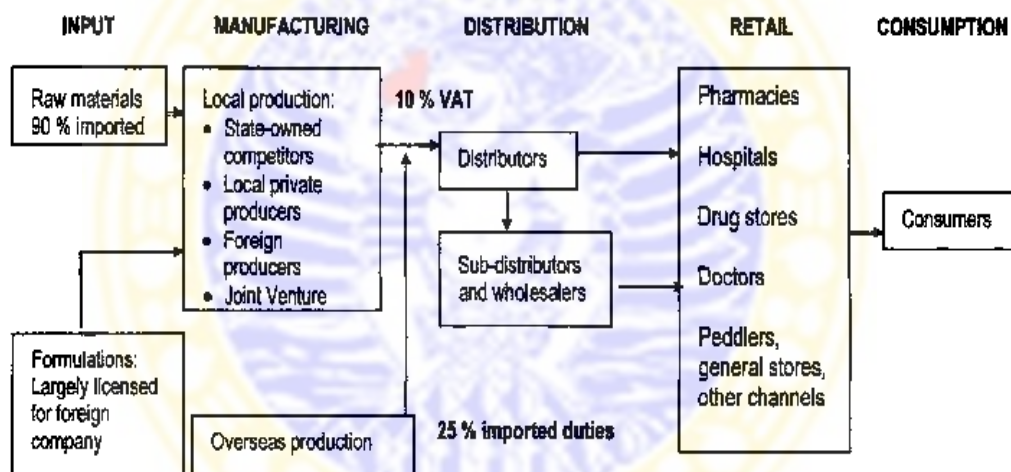 INPUT
MANUFACTURING
DISTRIBUTION
RETAIL
CONSUMPTION
Raw materials
90 % imported
Formulations:
Largely licensed
for foreign
company
Local production:
• State-owned
competitors
• Local private
producers
• Foreign
producers
• Joint Venture
Overseas production
10 % VAT
25 % imported duties
Distributors
Sub-distributors
and wholesalers
Pharmacies
Hospitals
Drug stores
Doctors
Peddlers,
general stores,
other channels
Consumers